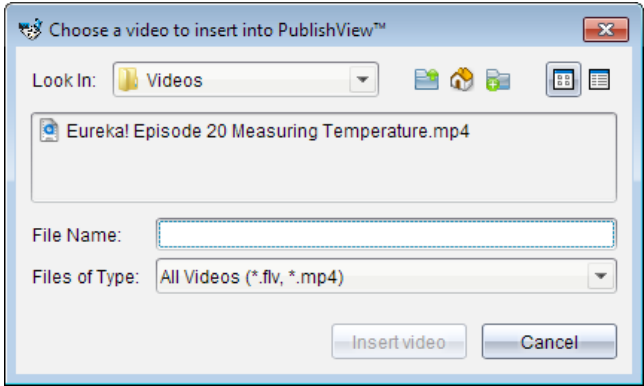 Choose a video to insert into PublishView™
Look In: Videos
Eureka! Episode 20 Measuring Temperature.mp4
File Name:
Files of Type: All Videos (*.flv, *.mp4)
Insert video Cancel